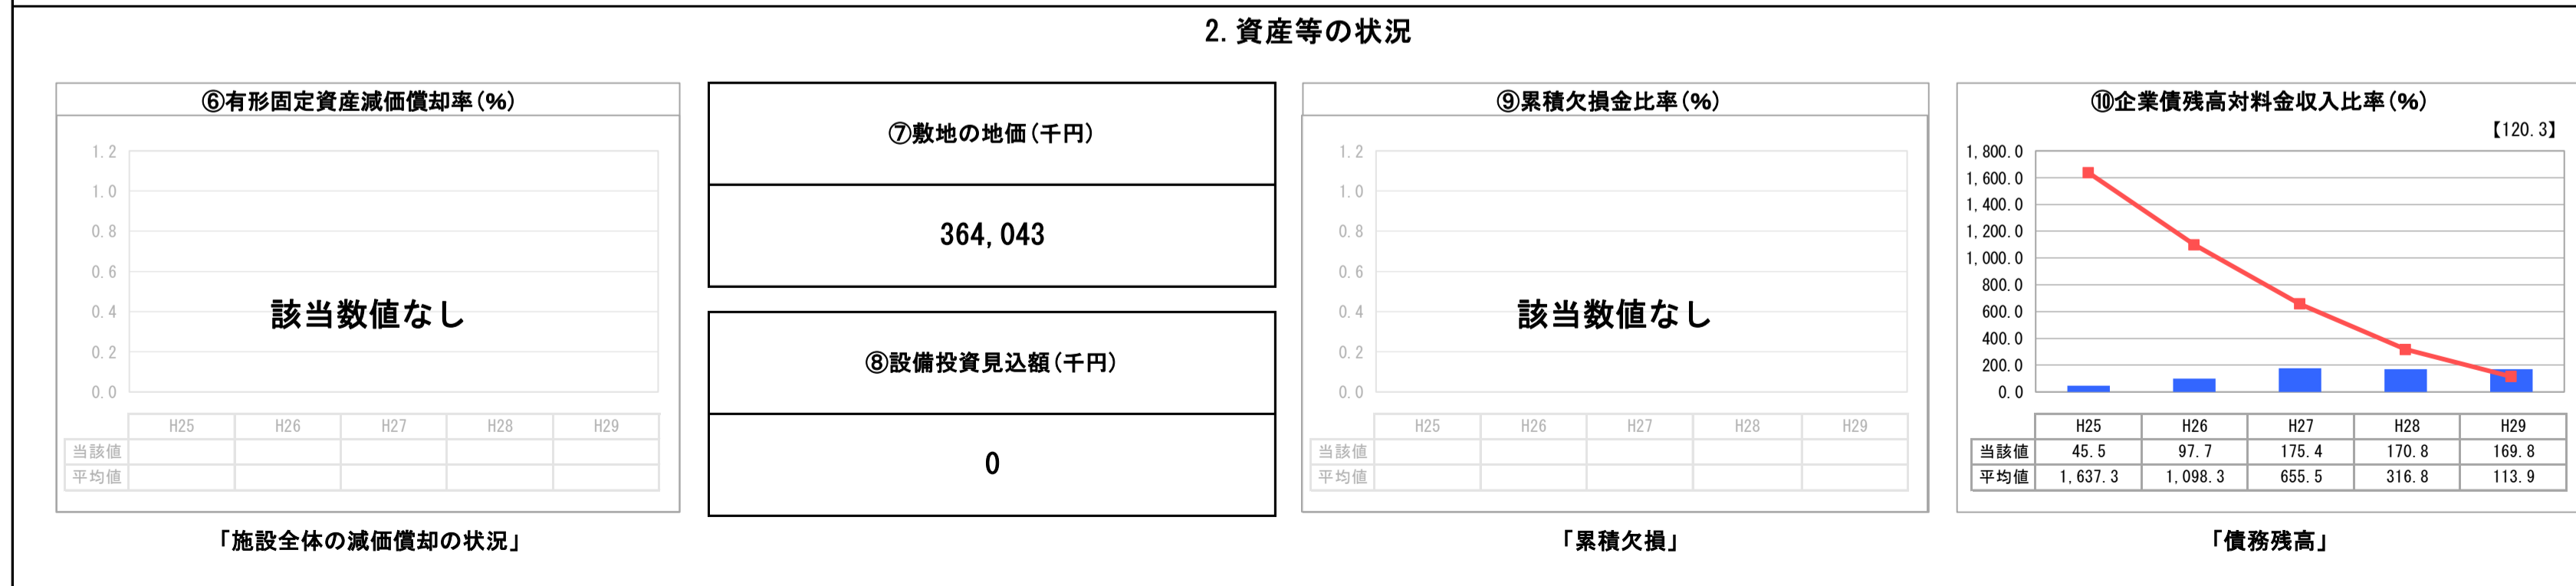 2.資産等の状況
⑥有形固定資産減価償却率(%)
1.2
1.0
0.8
0.6
0.4
0.2
0.0
該当数値なし
H25 H26 H27 H28 H29
当該値
平均値
「施設全体の減価償却の状況」
⑦敷地の地価(千円)
364,043
⑧設備投資見込額(千円)
0
⑨累積欠損金比率(%)
1.2
1.0
0.8
0.6
0.4
0.2
0.0
該当数値なし
H25 H26 H27 H28 H29
当該値
平均値
「累積欠損」
⑩企業債残高対料金収入比率(%)
【120.3】
1,800.0
1,600.0
1,400.0
1,200.0
1,000.0
800.0
600.0
400.0
200.0
0.0
H25 H26 H27 H28 H29
当該値 45.5 97.7 175.4 170.8 169.8
平均値 1,637.3 1,098.3 655.5 316.8 113.9
「債務残高」